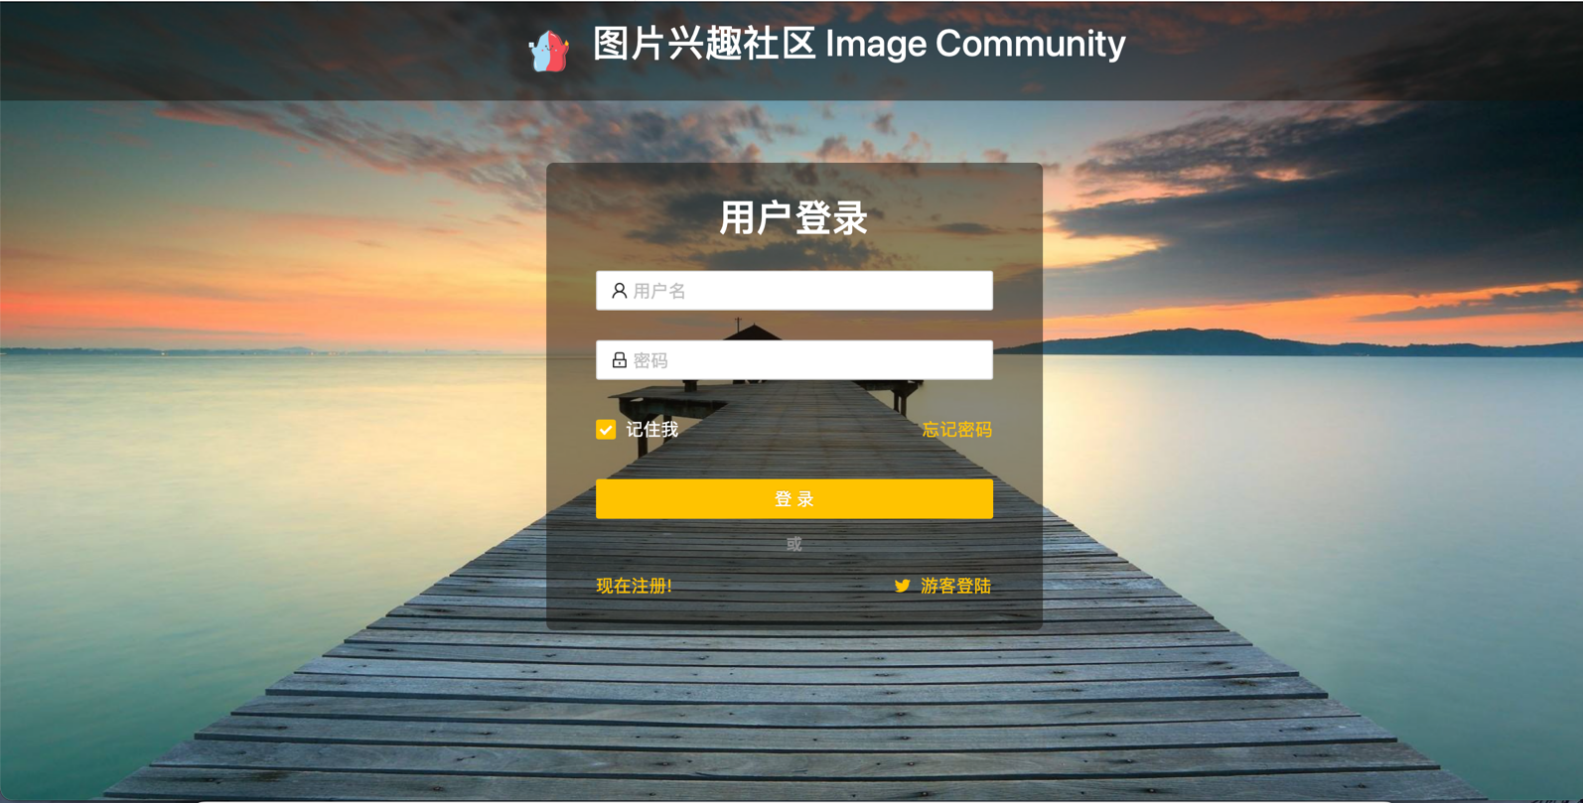 图片兴趣社区 Image Community
用户登录
用户名
密码
记住我 忘记密码
登 录
或
现在注册! 游客登陆